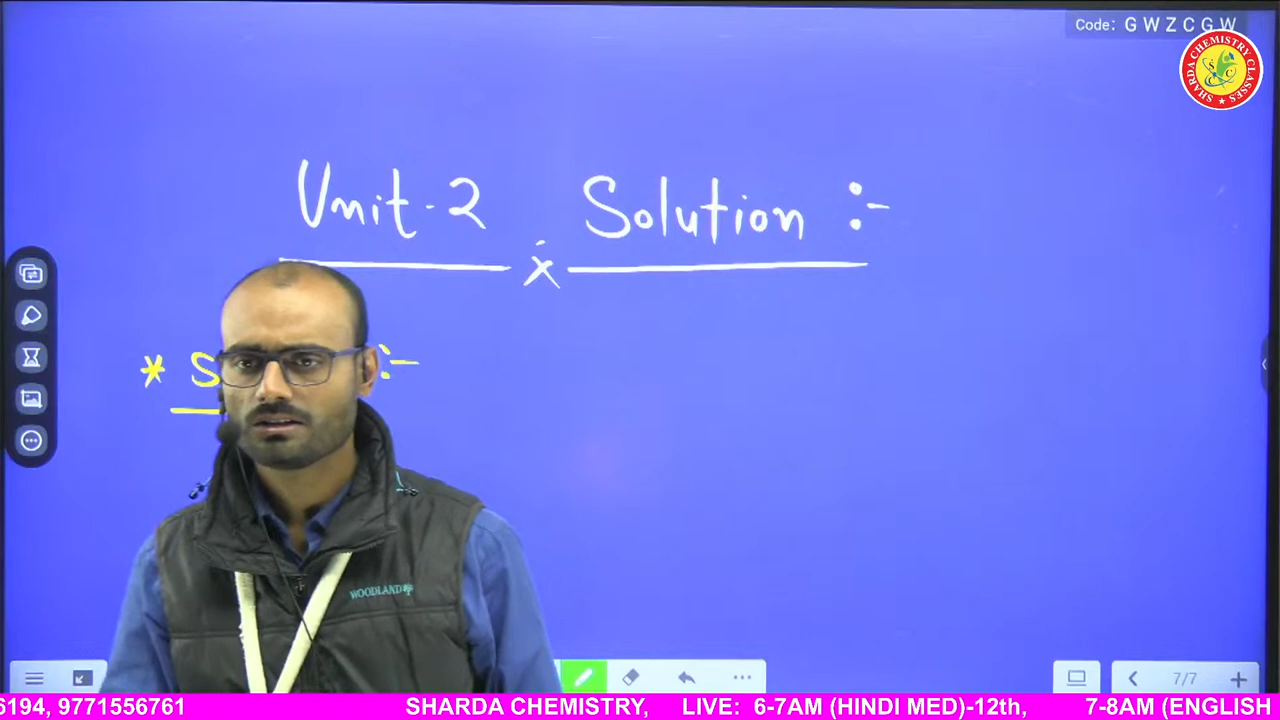 Code: G W Z C G W
SHARDA CHEMISTRY CLASSES
S C C
Unit-2 Solution :-
x
* S :-
WOODLAND
7/7
6194, 9771556761 SHARDA CHEMISTRY, LIVE: 6-7AM (HINDI MED)-12th, 7-8AM (ENGLISH